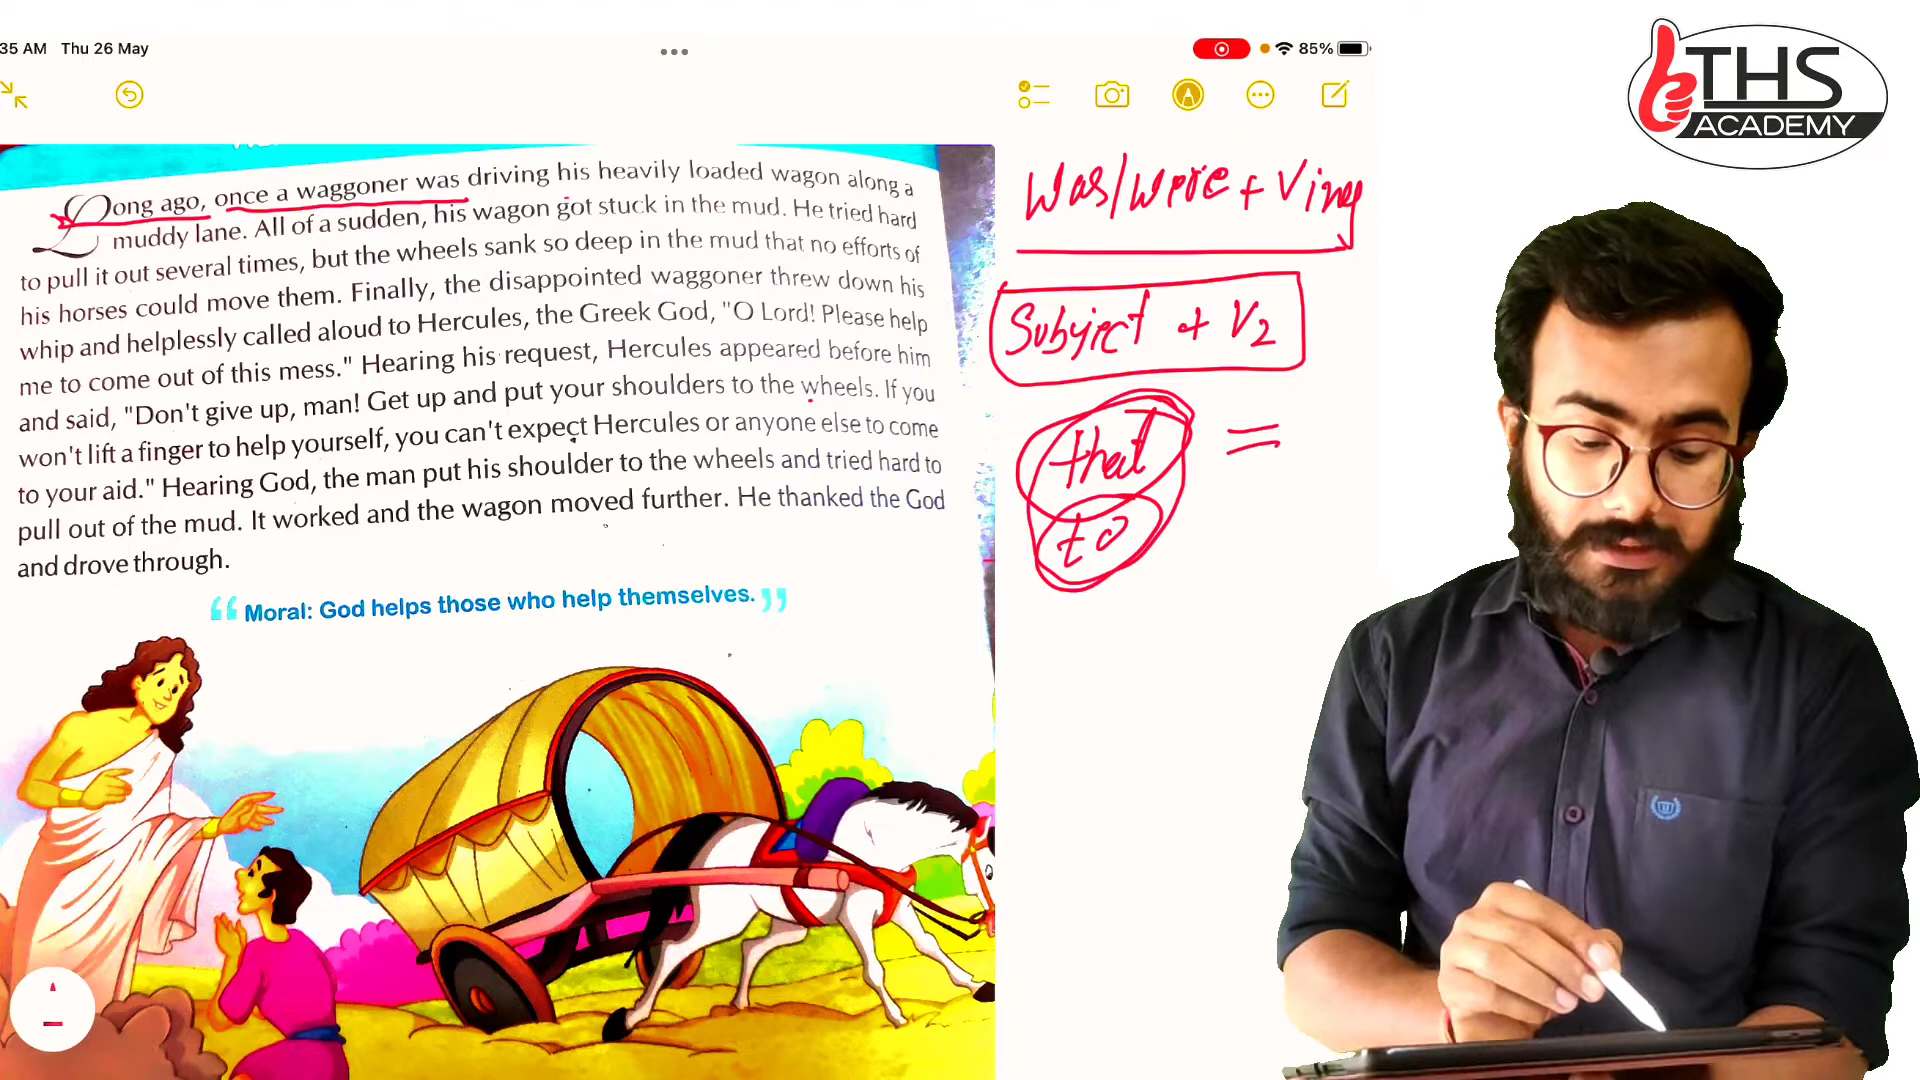 35 AM Thu 26 May
85%
THS
ACADEMY
Long ago, once a waggoner was driving his heavily loaded wagon along a
muddy lane. All of a sudden, his wagon got stuck in the mud. He tried hard
to pull it out several times, but the wheels sank so deep in the mud that no efforts of
his horses could move them. Finally, the disappointed waggoner threw down his
whip and helplessly called aloud to Hercules, the Greek God, "O Lord! Please help
me to come out of this mess." Hearing his request, Hercules appeared before him
and said, "Don't give up, man! Get up and put your shoulders to the wheels. If you
won't lift a finger to help yourself, you can't expect Hercules or anyone else to come
to your aid." Hearing God, the man put his shoulder to the wheels and tried hard to
pull out of the mud. It worked and the wagon moved further. He thanked the God
and drove through.
“Moral: God helps those who help themselves.”
Was/were + Ving
Subject + V2
that =
to